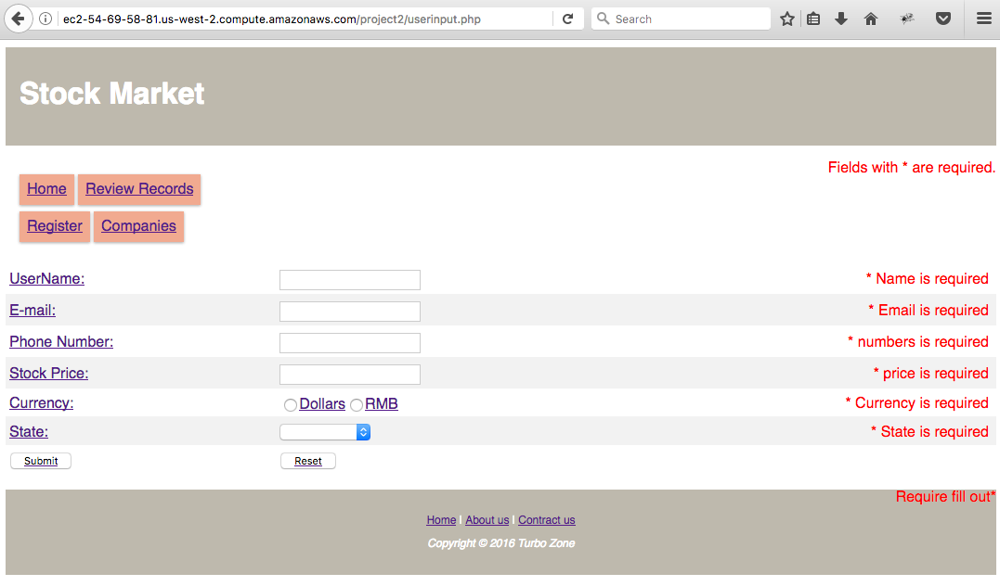 ec2-54-69-58-81.us-west-2.compute.amazonaws.com/project2/userinput.php
Search
Stock Market
Fields with * are required.
Home Review Records
Register Companies
UserName: * Name is required
E-mail: * Email is required
Phone Number: * numbers is required
Stock Price: * price is required
Currency: Dollars RMB * Currency is required
State: * State is required
Submit Reset
Require fill out*
Home | About us | Contract us
Copyright © 2016 Turbo Zone